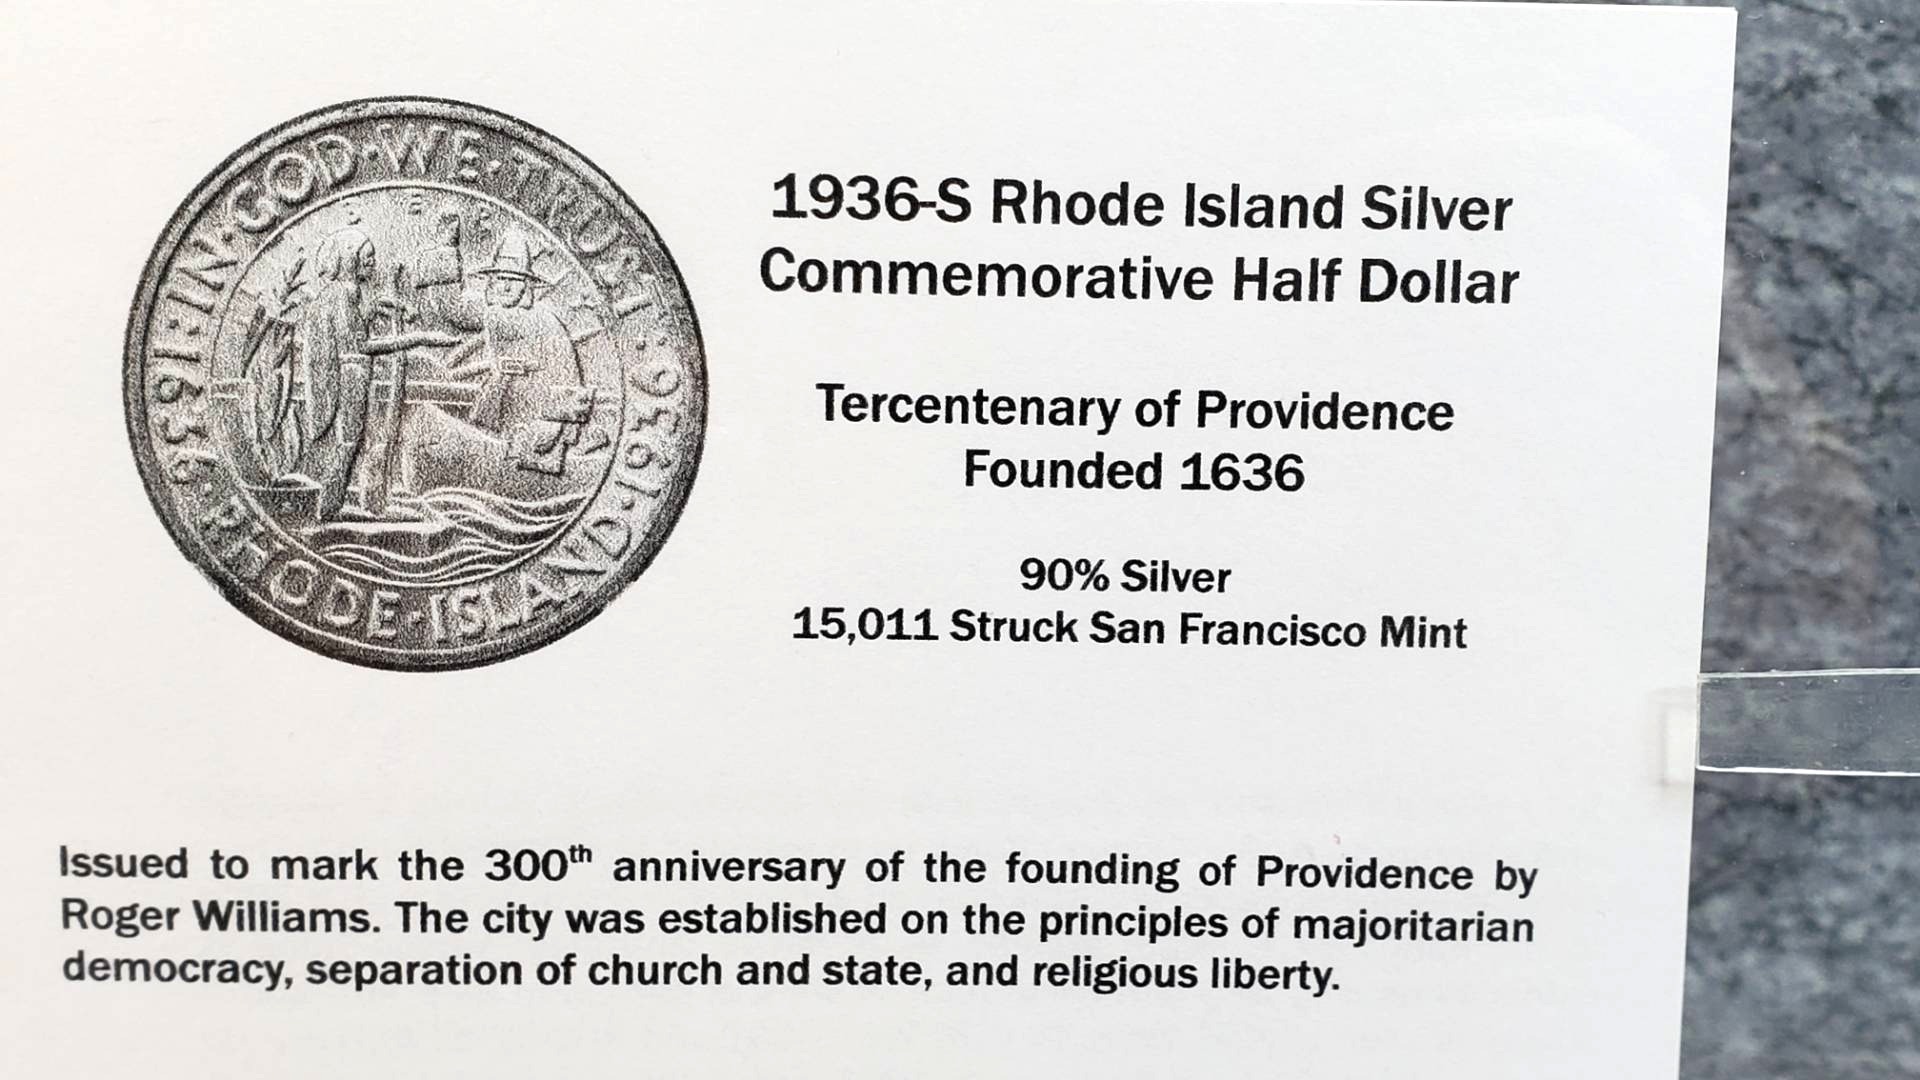 IN·GOD·WE·TRUST
1636
1936
RHODE·ISLAND
1936-S Rhode Island Silver
Commemorative Half Dollar
Tercentenary of Providence
Founded 1636
90% Silver
15,011 Struck San Francisco Mint
Issued to mark the 300th anniversary of the founding of Providence by
Roger Williams. The city was established on the principles of majoritarian
democracy, separation of church and state, and religious liberty.